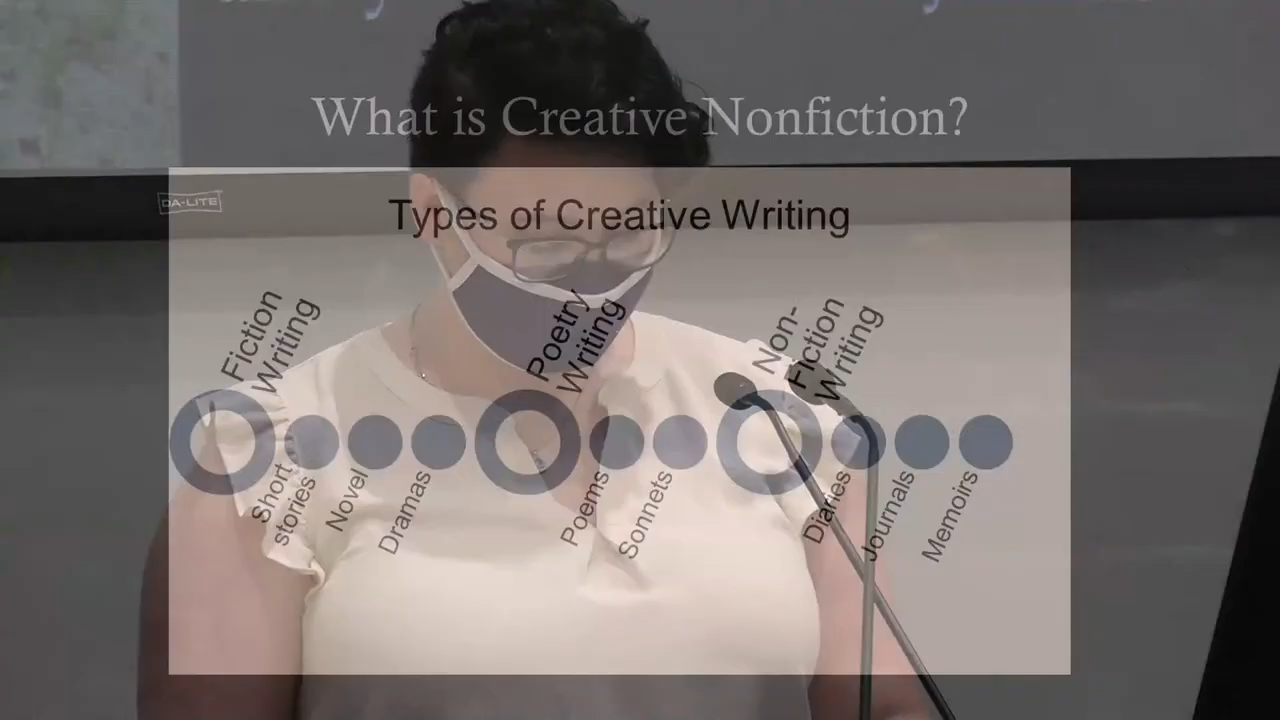 What is Creative Nonfiction?
DA-LITE
Types of Creative Writing
Fiction
Writing
Poetry
Writing
Non-
Fiction
Writing
Short
stories
Novel
Dramas
Poems
Sonnets
Diaries
Journals
Memoirs